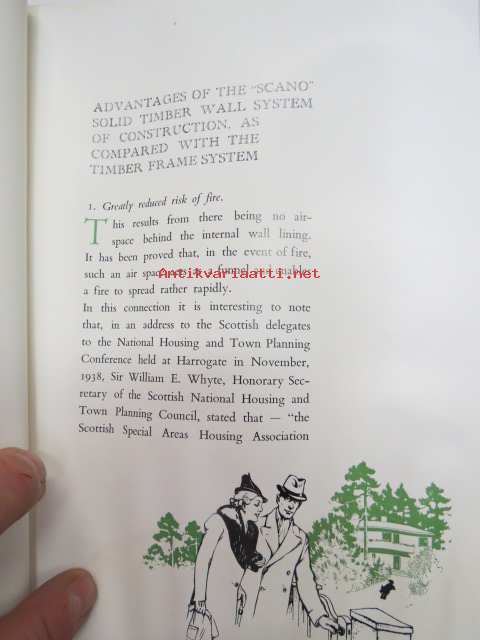 ADVANTAGES OF THE "SCANO"
SOLID TIMBER WALL SYSTEM
OF CONSTRUCTION, AS
COMPARED WITH THE
TIMBER FRAME SYSTEM
1. Greatly reduced risk of fire.
This results from there being no air-
space behind the internal wall lining.
It has been proved that, in the event of fire,
such an air space acts as a funnel and enables
a fire to spread rather rapidly.
In this connection it is interesting to note
that, in an address to the Scottish delegates
to the National Housing and Town Planning
Conference held at Harrogate in November,
1938, Sir William E. Whyte, Honorary Sec-
retary of the Scottish National Housing and
Town Planning Council, stated that — "the
Scottish Special Areas Housing Association
Antikvariaatti.net